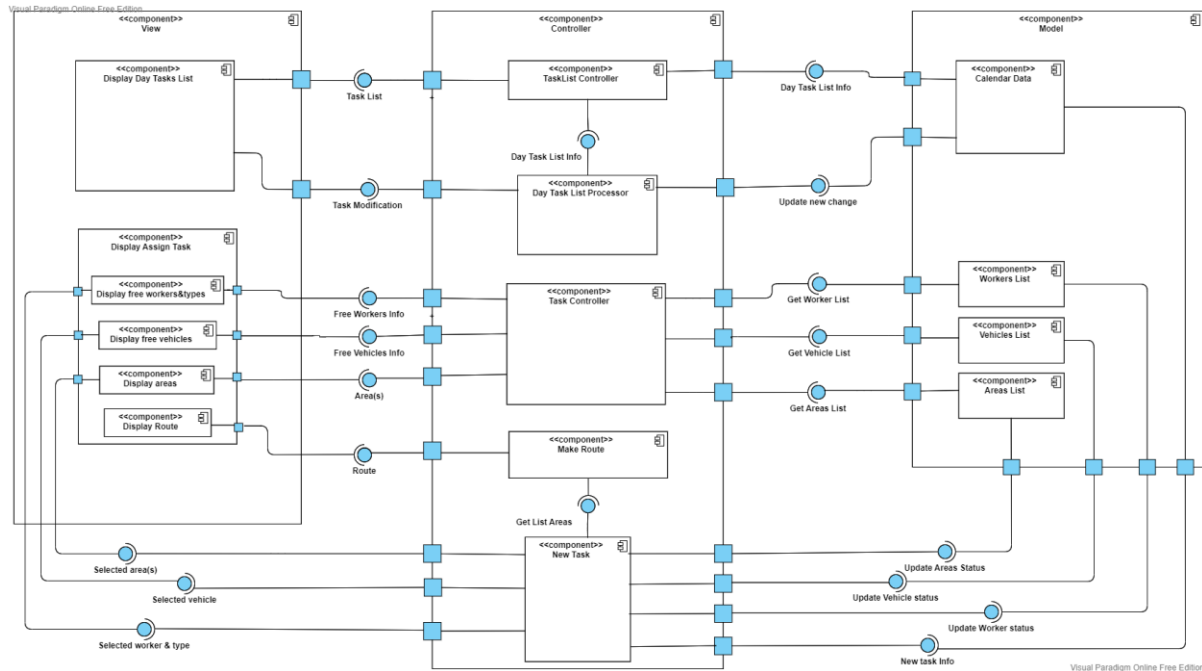 Visual Paradigm Online Free Edition
<<component>>
View
<<component>>
Controller
<<component>>
Model
<<component>>
Display Day Tasks List
Task List
<<component>>
TaskList Controller
Day Task List Info
<<component>>
Calendar Data
Day Task List Info
Task Modification
<<component>>
Day Task List Processor
Update new change
<<component>>
Display Assign Task
<<component>>
Display free workers&types
Free Workers Info
<<component>>
Task Controller
Get Worker List
<<component>>
Workers List
<<component>>
Display free vehicles
Free Vehicles Info
Get Vehicle List
<<component>>
Vehicles List
<<component>>
Display areas
Area(s)
Get Areas List
<<component>>
Areas List
<<component>>
Display Route
Route
<<component>>
Make Route
Get List Areas
<<component>>
New Task
Selected area(s)
Update Areas Status
Selected vehicle
Update Vehicle status
Selected worker & type
Update Worker status
New task Info
Visual Paradigm Online Free Edition